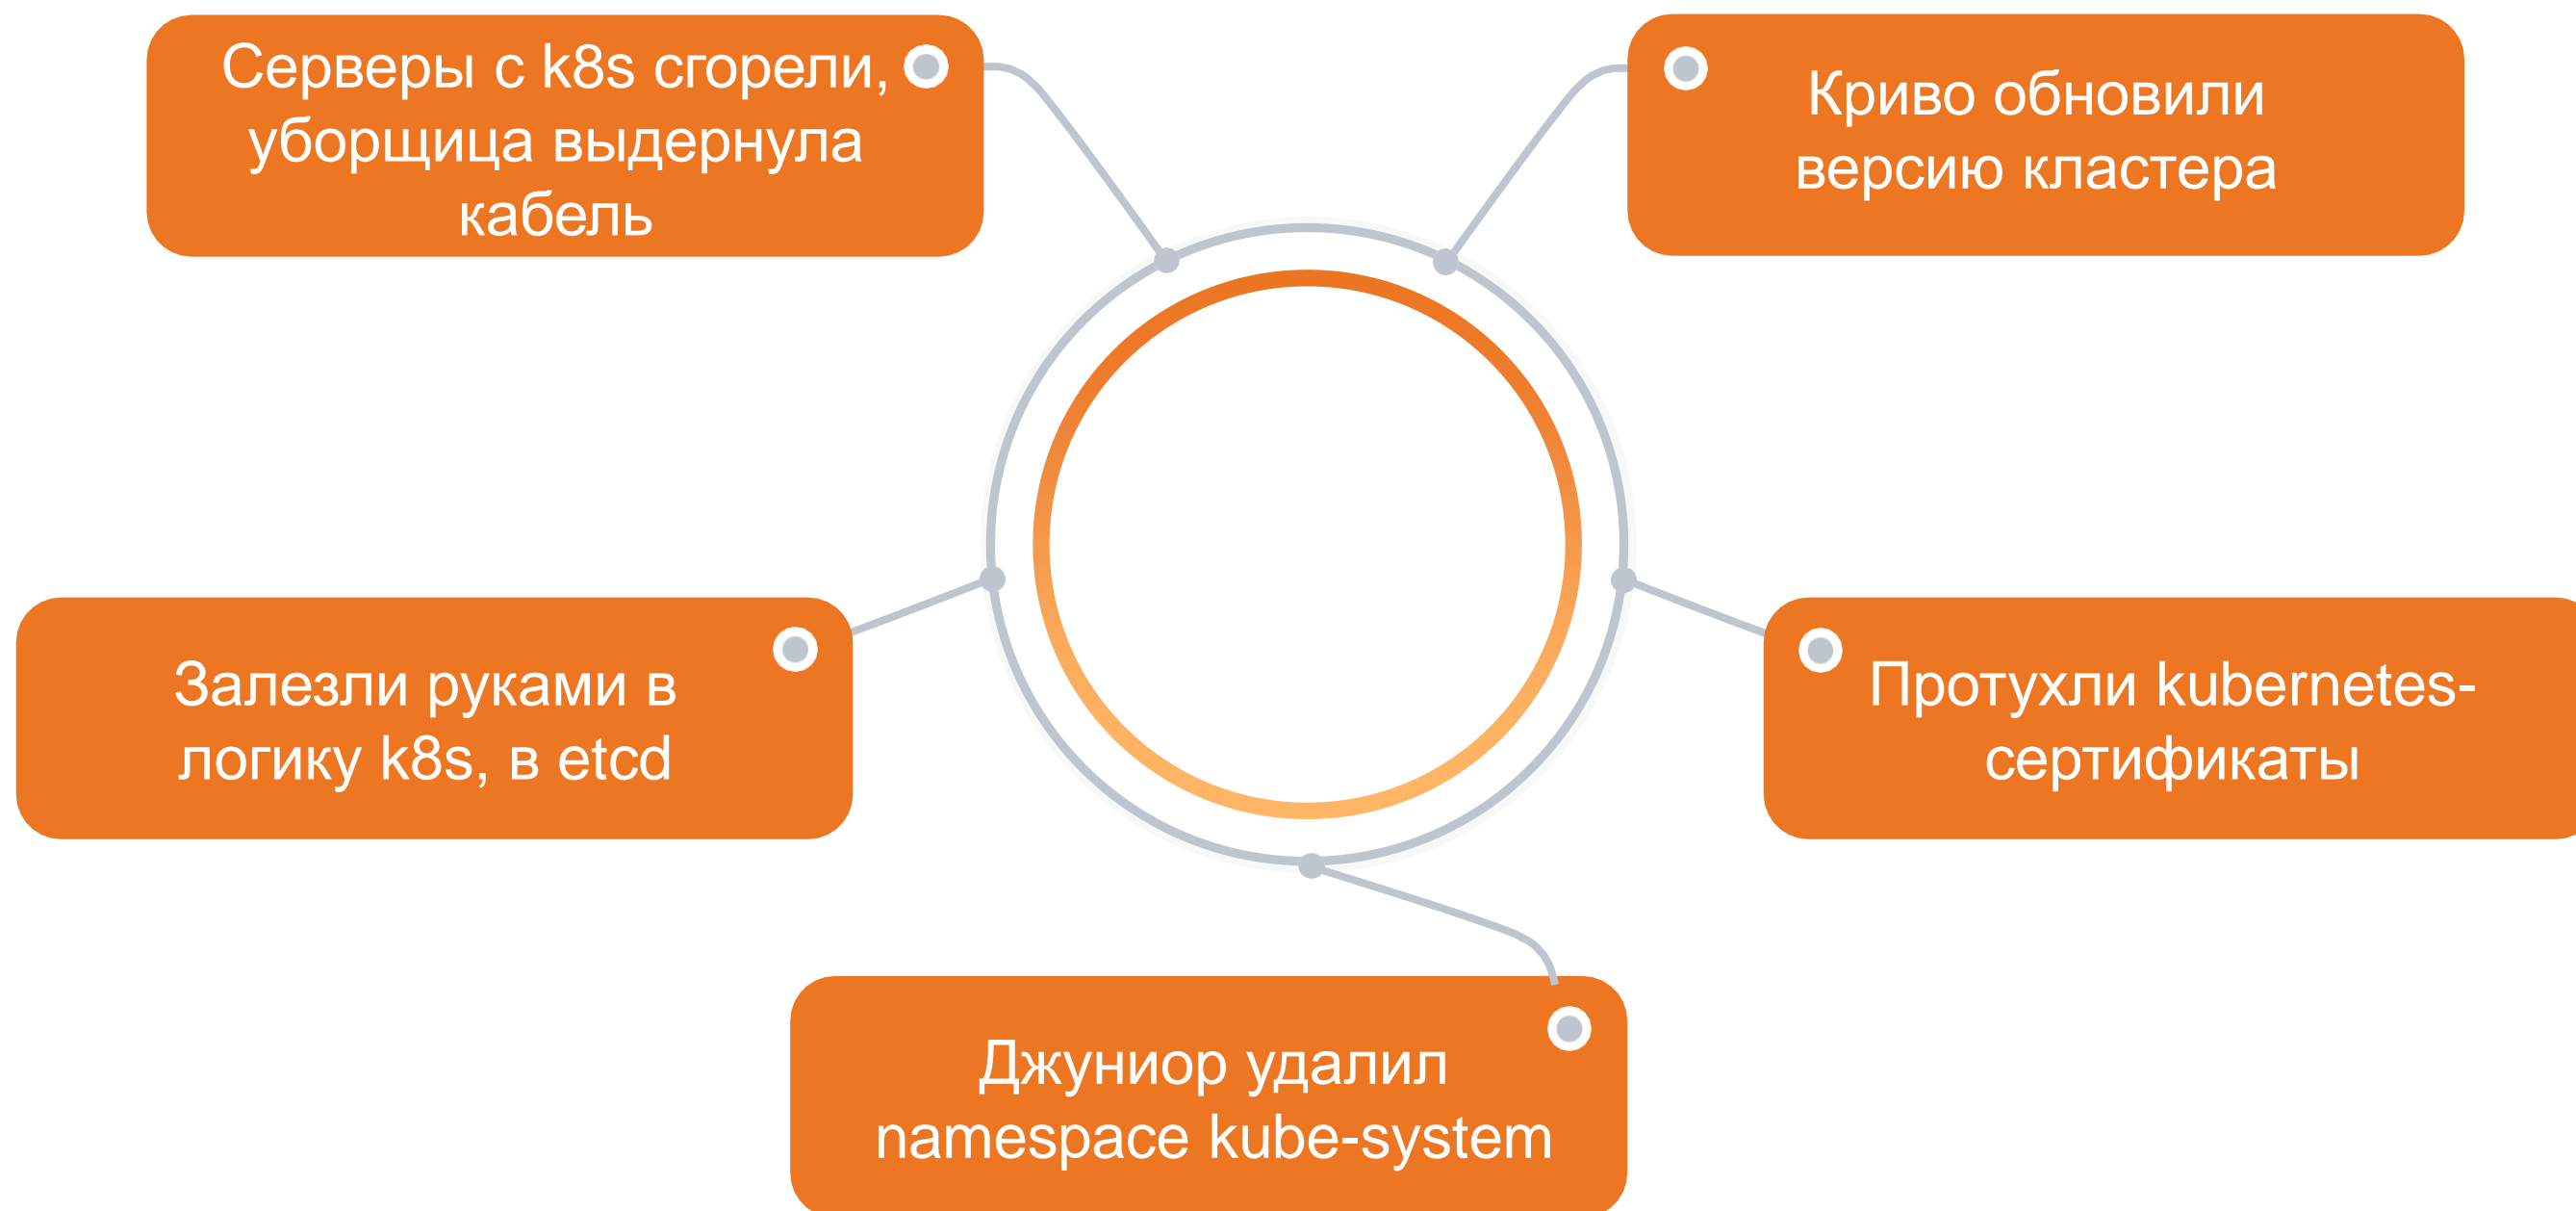 Серверы с k8s сгорели,
уборщица выдернула
кабель
Криво обновили
версию кластера
Залезли руками в
логику k8s, в etcd
Протухли kubernetes-
сертификаты
Джуниор удалил
namespace kube-system